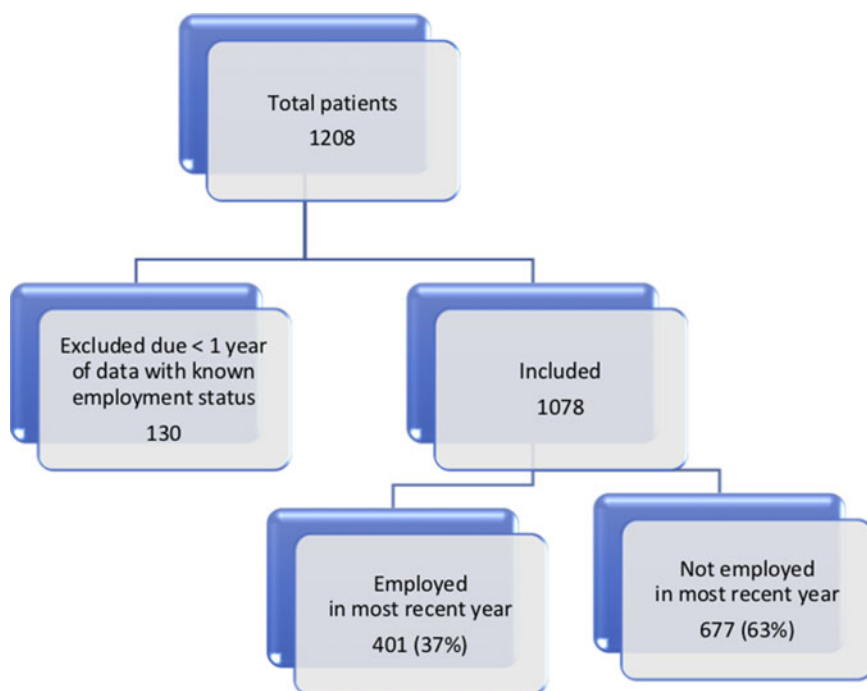 Total patients
1208
Excluded due < 1 year
of data with known
employment status
130
Included
1078
Employed
in most recent year
401 (37%)
Not employed
in most recent year
677 (63%)